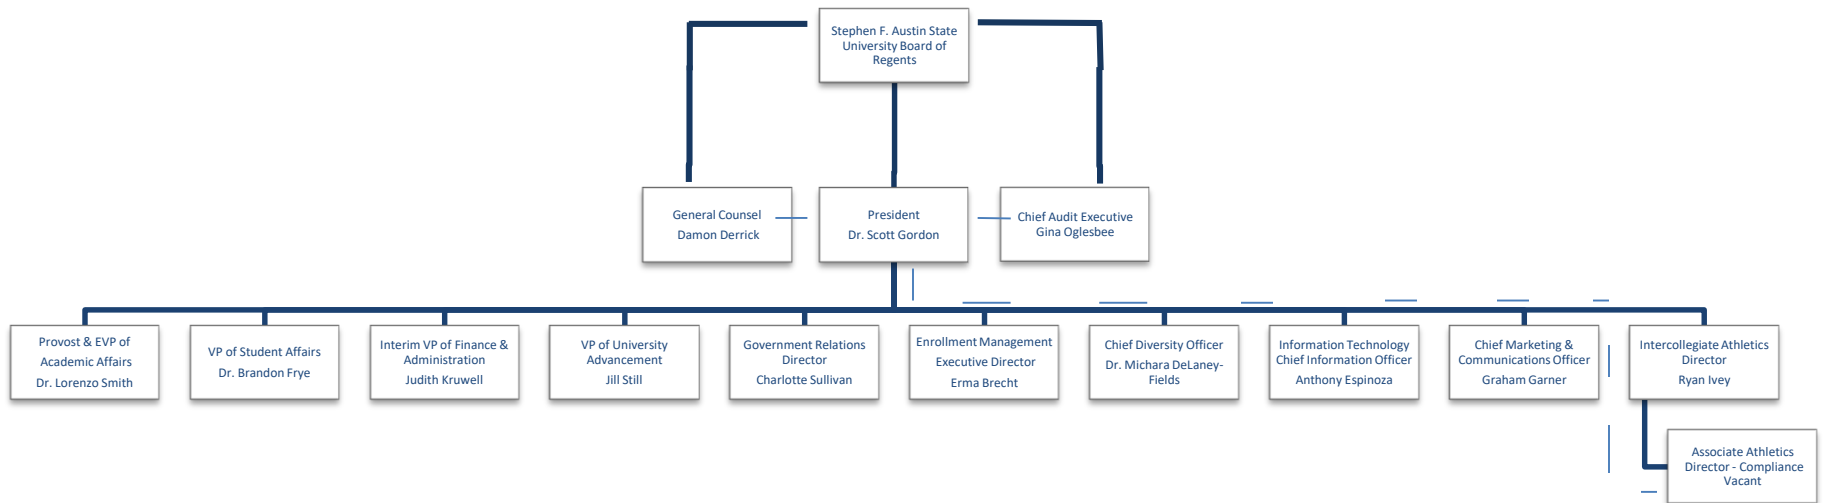 Stephen F. Austin State
University Board of
Regents
General Counsel
Damon Derrick
President
Dr. Scott Gordon
Chief Audit Executive
Gina Oglesbee
Provost & EVP of
Academic Affairs
Dr. Lorenzo Smith
VP of Student Affairs
Dr. Brandon Frye
Interim VP of Finance &
Administration
Judith Kruwell
VP of University
Advancement
Jill Still
Government Relations
Director
Charlotte Sullivan
Enrollment Management
Executive Director
Erma Brecht
Chief Diversity Officer
Dr. Michara DeLaney-
Fields
Information Technology
Chief Information Officer
Anthony Espinoza
Chief Marketing &
Communications Officer
Graham Garner
Intercollegiate Athletics
Director
Ryan Ivey
Associate Athletics
Director - Compliance
Vacant